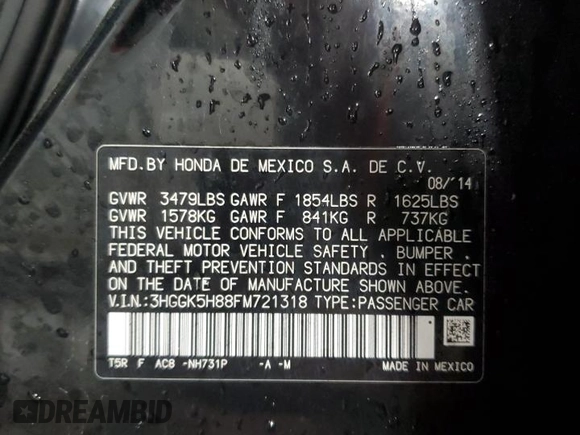 MFD.BY HONDA DE MEXICO S.A. DE C.V.
08/'14
GVWR 3479LBS GAWR F 1854LBS R 1625LBS
GVWR 1578KG GAWR F 841KG R 737KG
THIS VEHICLE CONFORMS TO ALL APPLICABLE
FEDERAL MOTOR VEHICLE SAFETY . BUMPER .
AND THEFT PREVENTION STANDARDS IN EFFECT
ON THE DATE OF MANUFACTURE SHOWN ABOVE.
V.I.N.:3HGGK5H88FM721318 TYPE:PASSENGER CAR
T5R F AC8 -NH731P -A -M
MADE IN MEXICO
DREAMBID